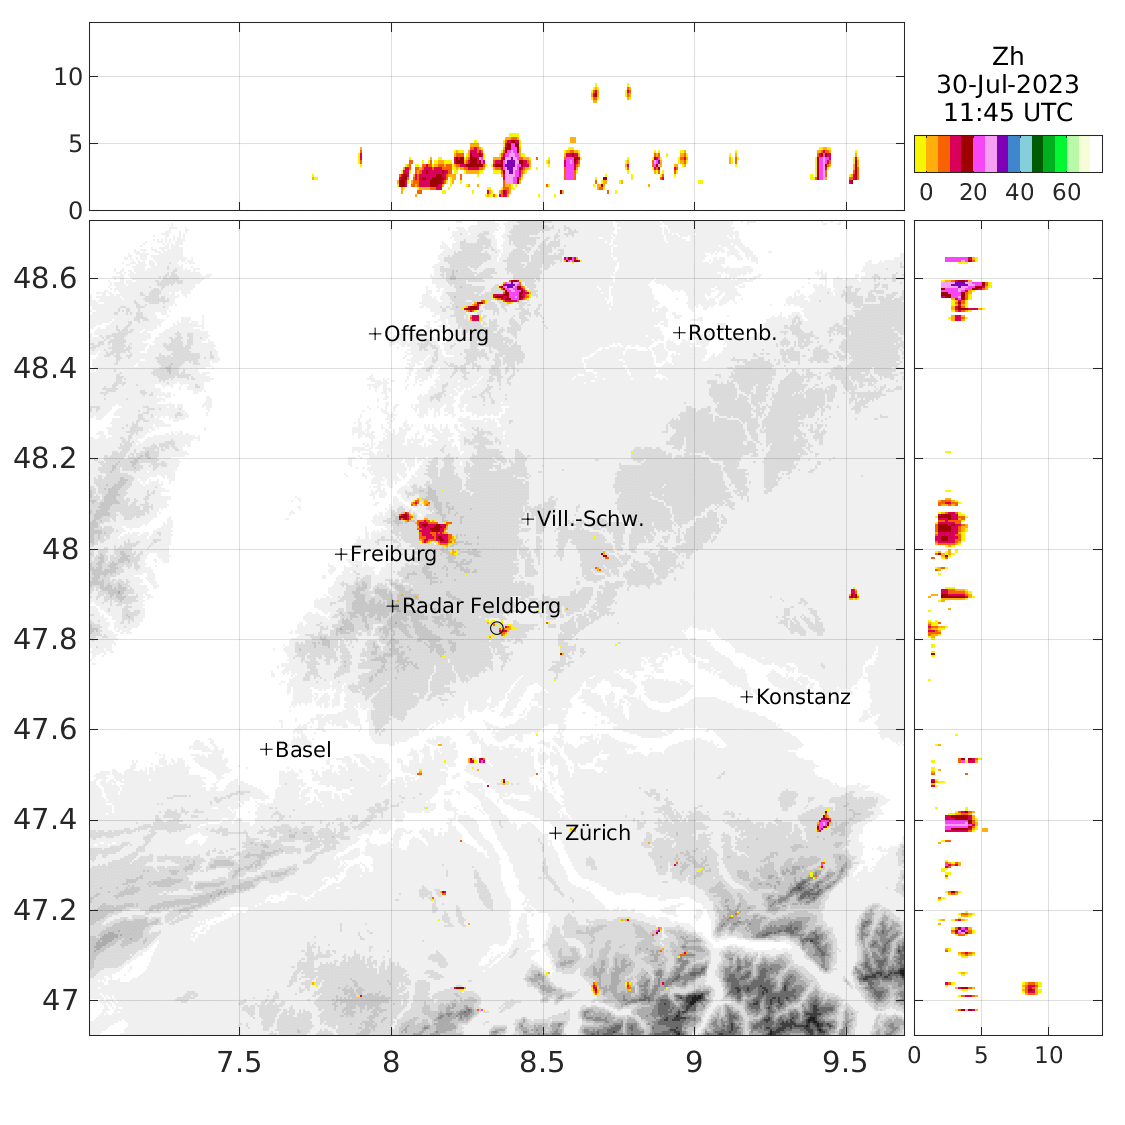 Zh
30-Jul-2023
11:45 UTC
0 20 40 60
10
5
0
48.6
48.4
48.2
48
47.8
47.6
47.4
47.2
47
+Offenburg
+Rottenb.
+Vill.-Schw.
+Freiburg
+Radar Feldberg
+Konstanz
+Basel
+Zürich
7.5 8 8.5 9 9.5
0 5 10